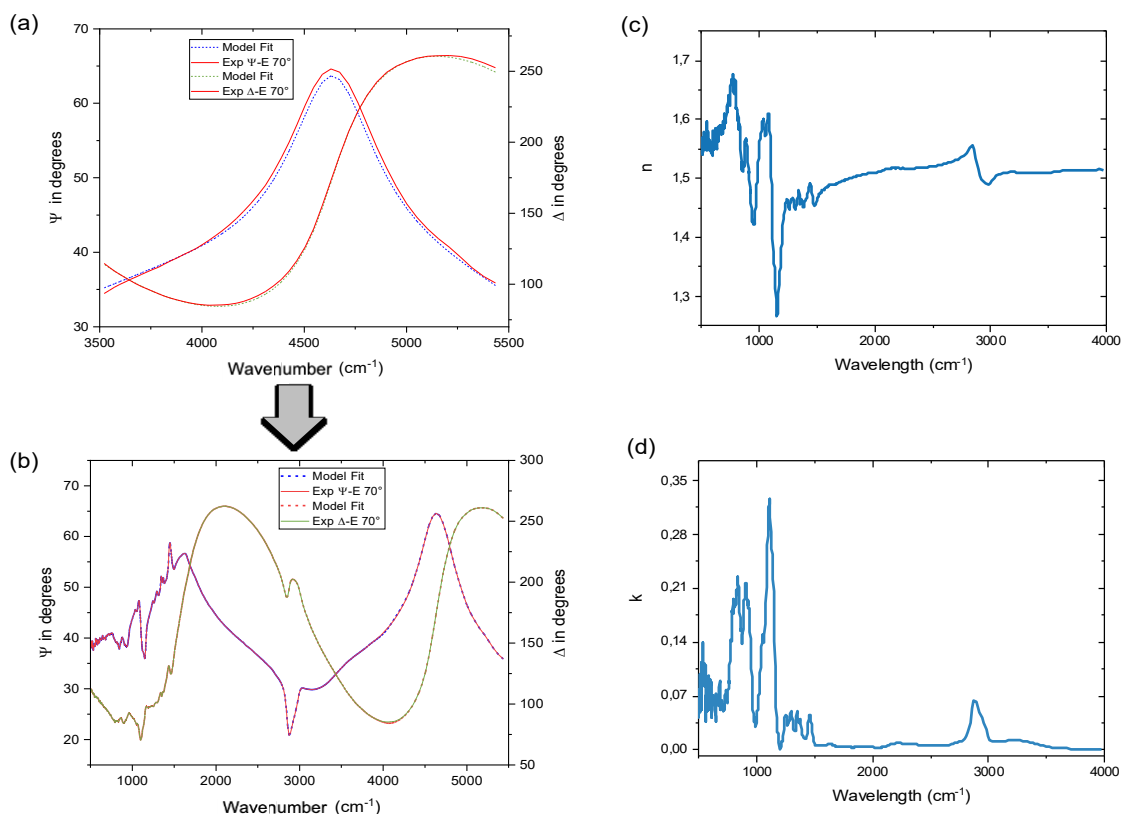 (a)
70
60
50
40
30
Ψ in degrees
250
200
150
100
Δ in degrees
Model Fit
Exp Ψ-E 70°
Model Fit
Exp Δ-E 70°
3500 4000 4500 5000 5500
Wavenumber (cm-1)
(b)
70
60
50
40
30
20
Ψ in degrees
300
250
200
150
100
50
Δ in degrees
Model Fit
Exp Ψ-E 70°
Model Fit
Exp Δ-E 70°
1000 2000 3000 4000 5000
Wavenumber (cm-1)
(c)
1,7
1,6
1,5
1,4
1,3
n
1000 2000 3000 4000
Wavelength (cm-1)
(d)
0,35
0,28
0,21
0,14
0,07
0,00
k
1000 2000 3000 4000
Wavelength (cm-1)